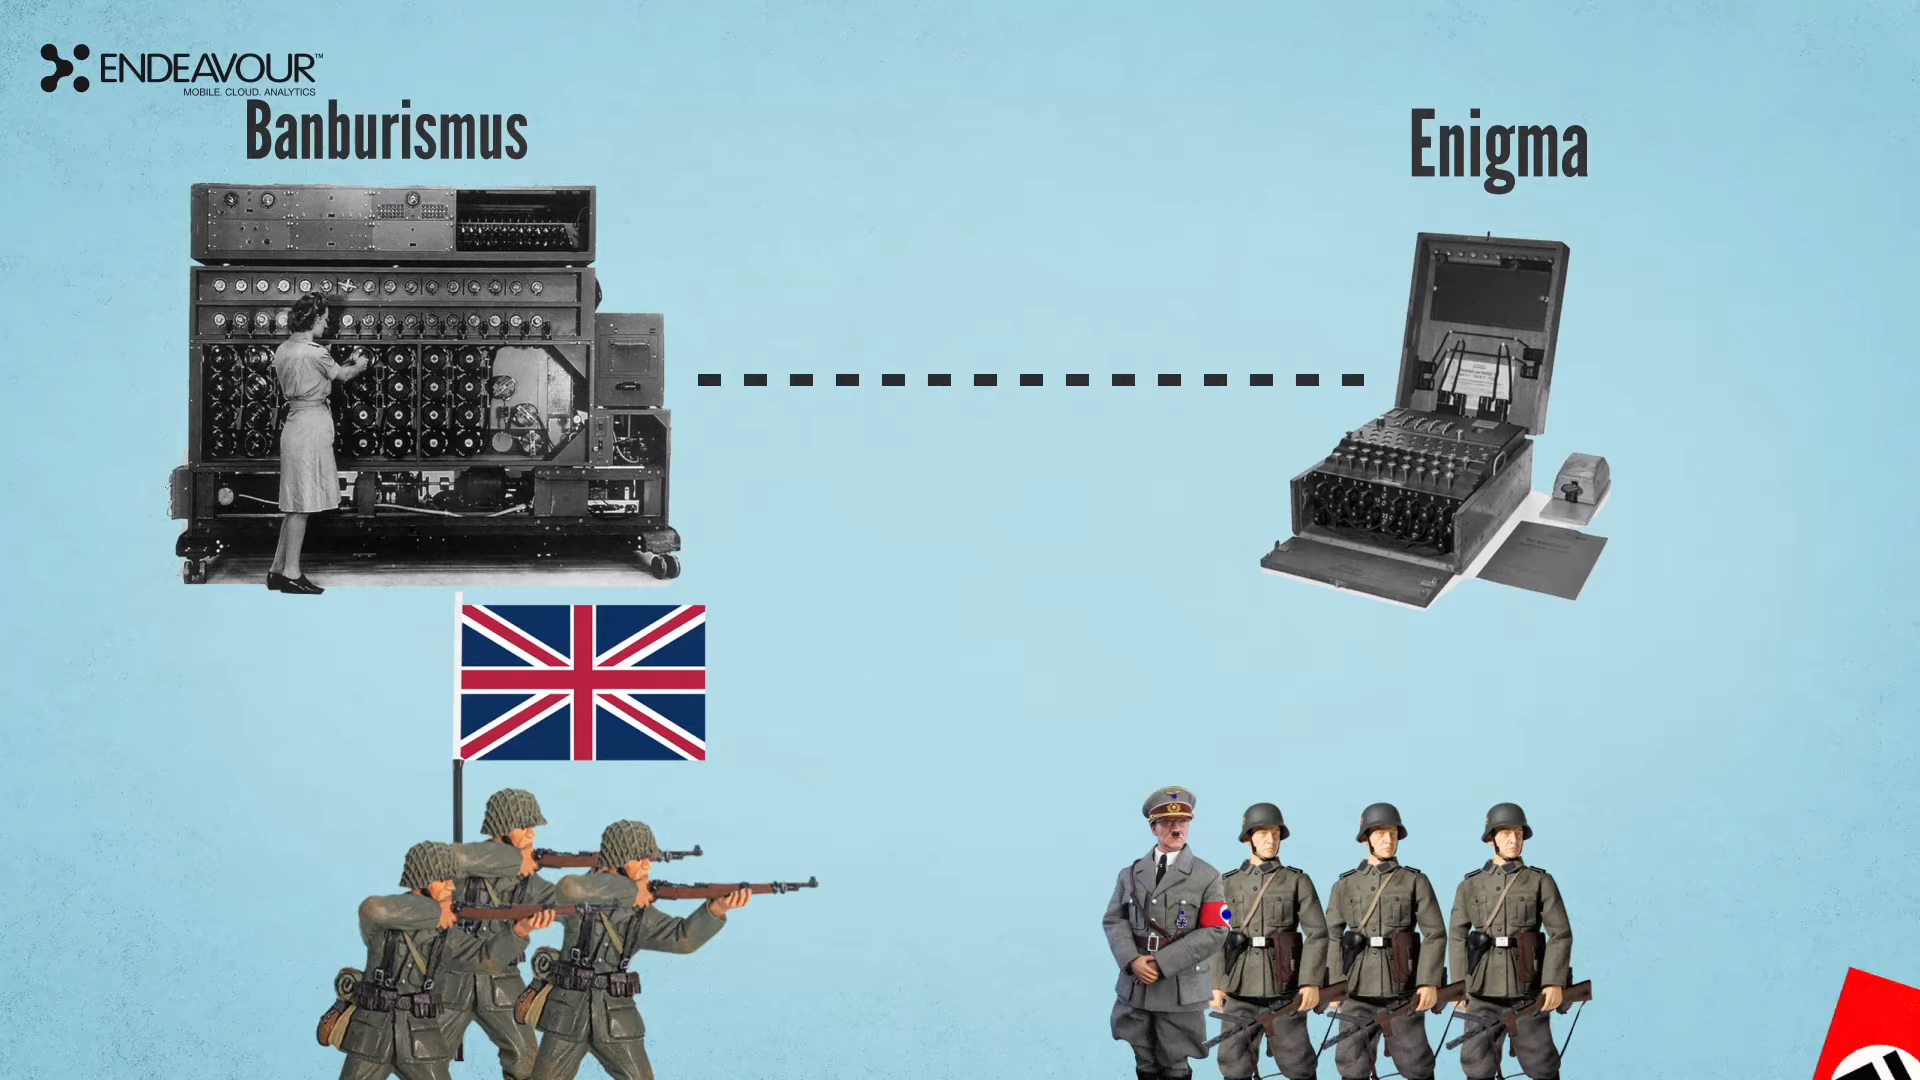 ENDEAVOUR™
MOBILE. CLOUD. ANALYTICS
Banburismus
Enigma